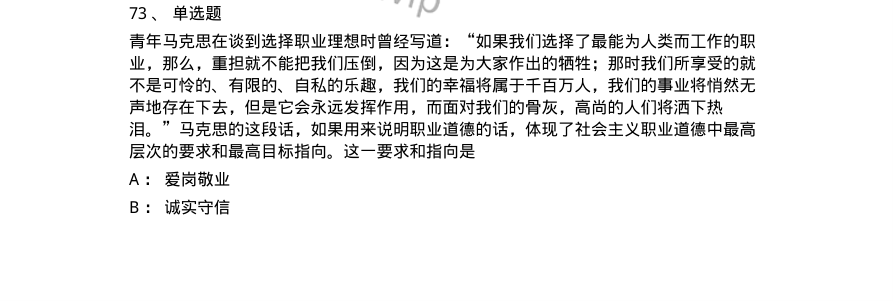 73 、 单选题
青年马克思在谈到选择职业理想时曾经写道：“如果我们选择了最能为人类而工作的职
业，那么，重担就不能把我们压倒，因为这是为大家作出的牺牲；那时我们所享受的就
不是可怜的、有限的、自私的乐趣，我们的幸福将属于千百万人，我们的事业将悄然无
声地存在下去，但是它会永远发挥作用，而面对我们的骨灰，高尚的人们将洒下热
泪。”马克思的这段话，如果用来说明职业道德的话，体现了社会主义职业道德中最高
层次的要求和最高目标指向。这一要求和指向是
A ： 爱岗敬业
B ： 诚实守信